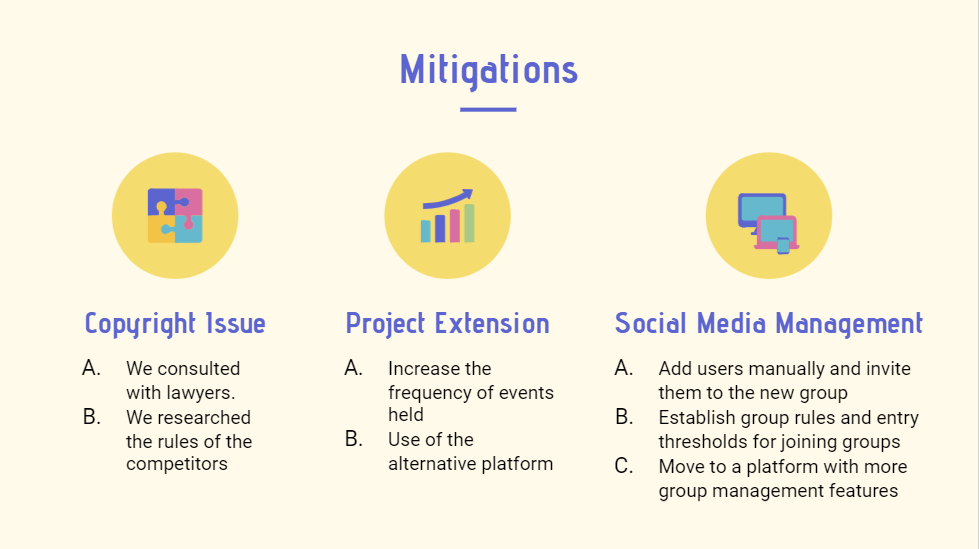 Mitigations
Copyright Issue
A. We consulted
with lawyers.
B. We researched
the rules of the
competitors
Project Extension
A. Increase the
frequency of events
held
B. Use of the
alternative platform
Social Media Management
A. Add users manually and invite
them to the new group
B. Establish group rules and entry
thresholds for joining groups
C. Move to a platform with more
group management features